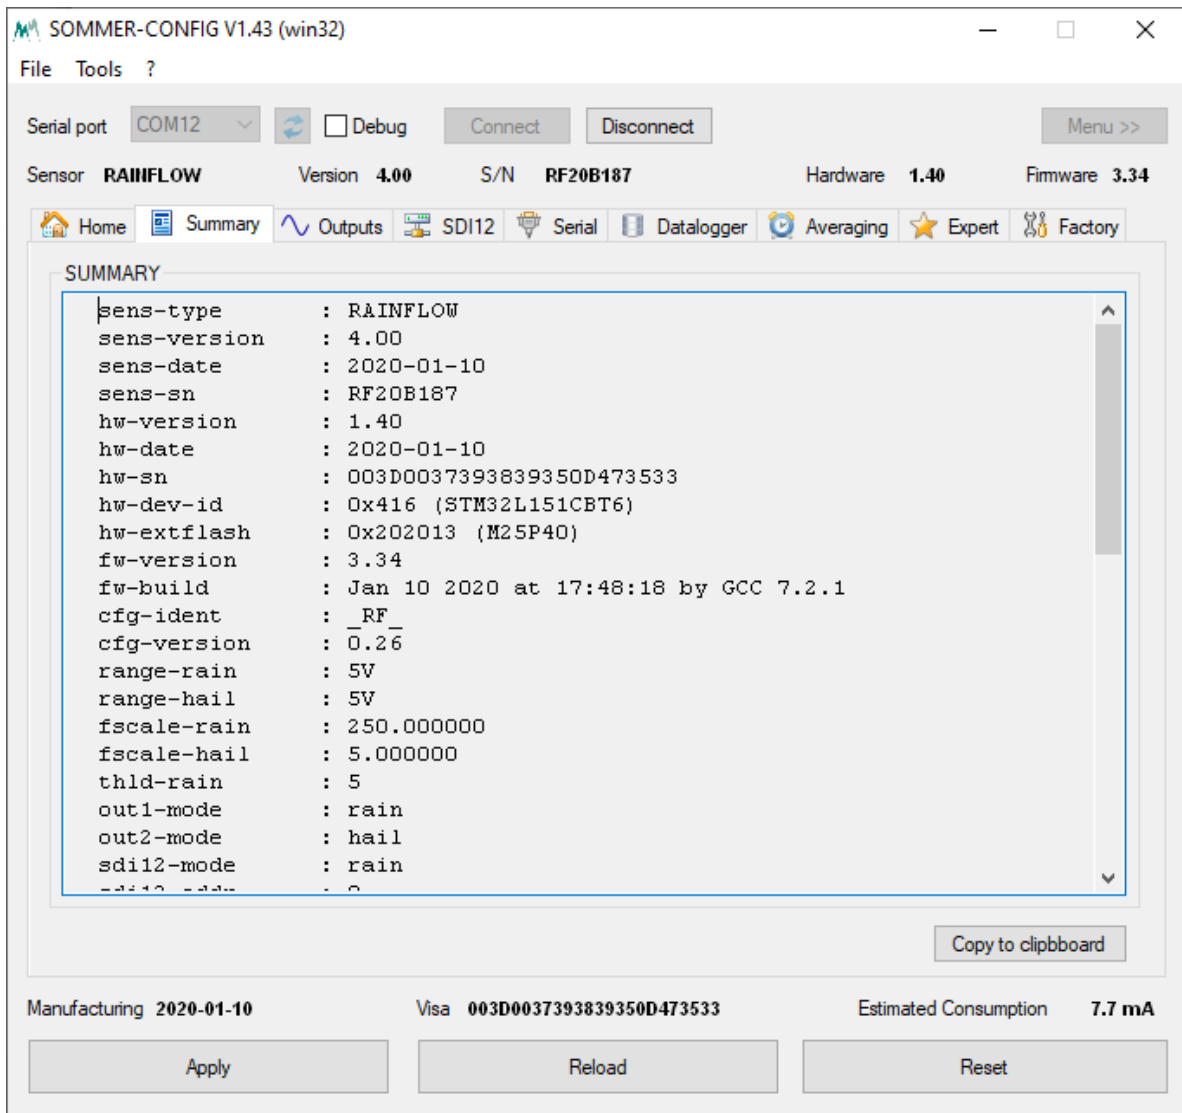 SOMMER-CONFIG V1.43 (win32)
File Tools ?
Serial port COM12 Debug Connect Disconnect Menu >>
Sensor RAINFLOW Version 4.00 S/N RF20B187 Hardware 1.40 Firmware 3.34
Home Summary Outputs SDI12 Serial Datalogger Averaging Expert Factory
SUMMARY
sens-type : RAINFLOW
sens-version : 4.00
sens-date : 2020-01-10
sens-sn : RF20B187
hw-version : 1.40
hw-date : 2020-01-10
hw-sn : 003D0037393839350D473533
hw-dev-id : 0x416 (STM32L151CBT6)
hw-extflash : 0x202013 (M25P40)
fw-version : 3.34
fw-build : Jan 10 2020 at 17:48:18 by GCC 7.2.1
cfg-ident : _RF_
cfg-version : 0.26
range-rain : 5V
range-hail : 5V
fscale-rain : 250.000000
fscale-hail : 5.000000
thld-rain : 5
out1-mode : rain
out2-mode : hail
sdi12-mode : rain
Copy to clipbboard
Manufacturing 2020-01-10 Visa 003D0037393839350D473533 Estimated Consumption 7.7 mA
Apply Reload Reset